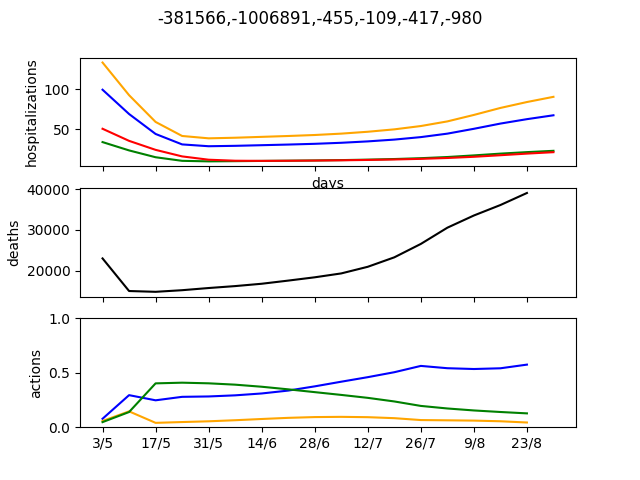 -381566,-1006891,-455,-109,-417,-980
hospitalizations
100
50
days
deaths
40000
30000
20000
actions
1.0
0.5
0.0
3/5 17/5 31/5 14/6 28/6 12/7 26/7 9/8 23/8